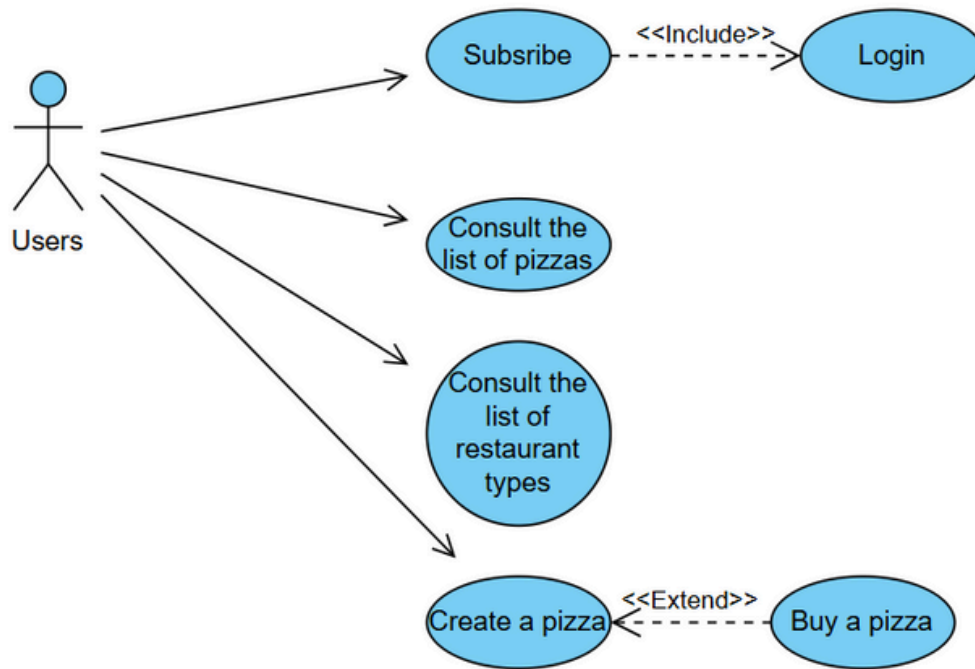 <<Include>>
Subsribe
Login
Users
Consult the
list of pizzas
Consult the
list of
restaurant
types
<<Extend>>
Create a pizza
Buy a pizza